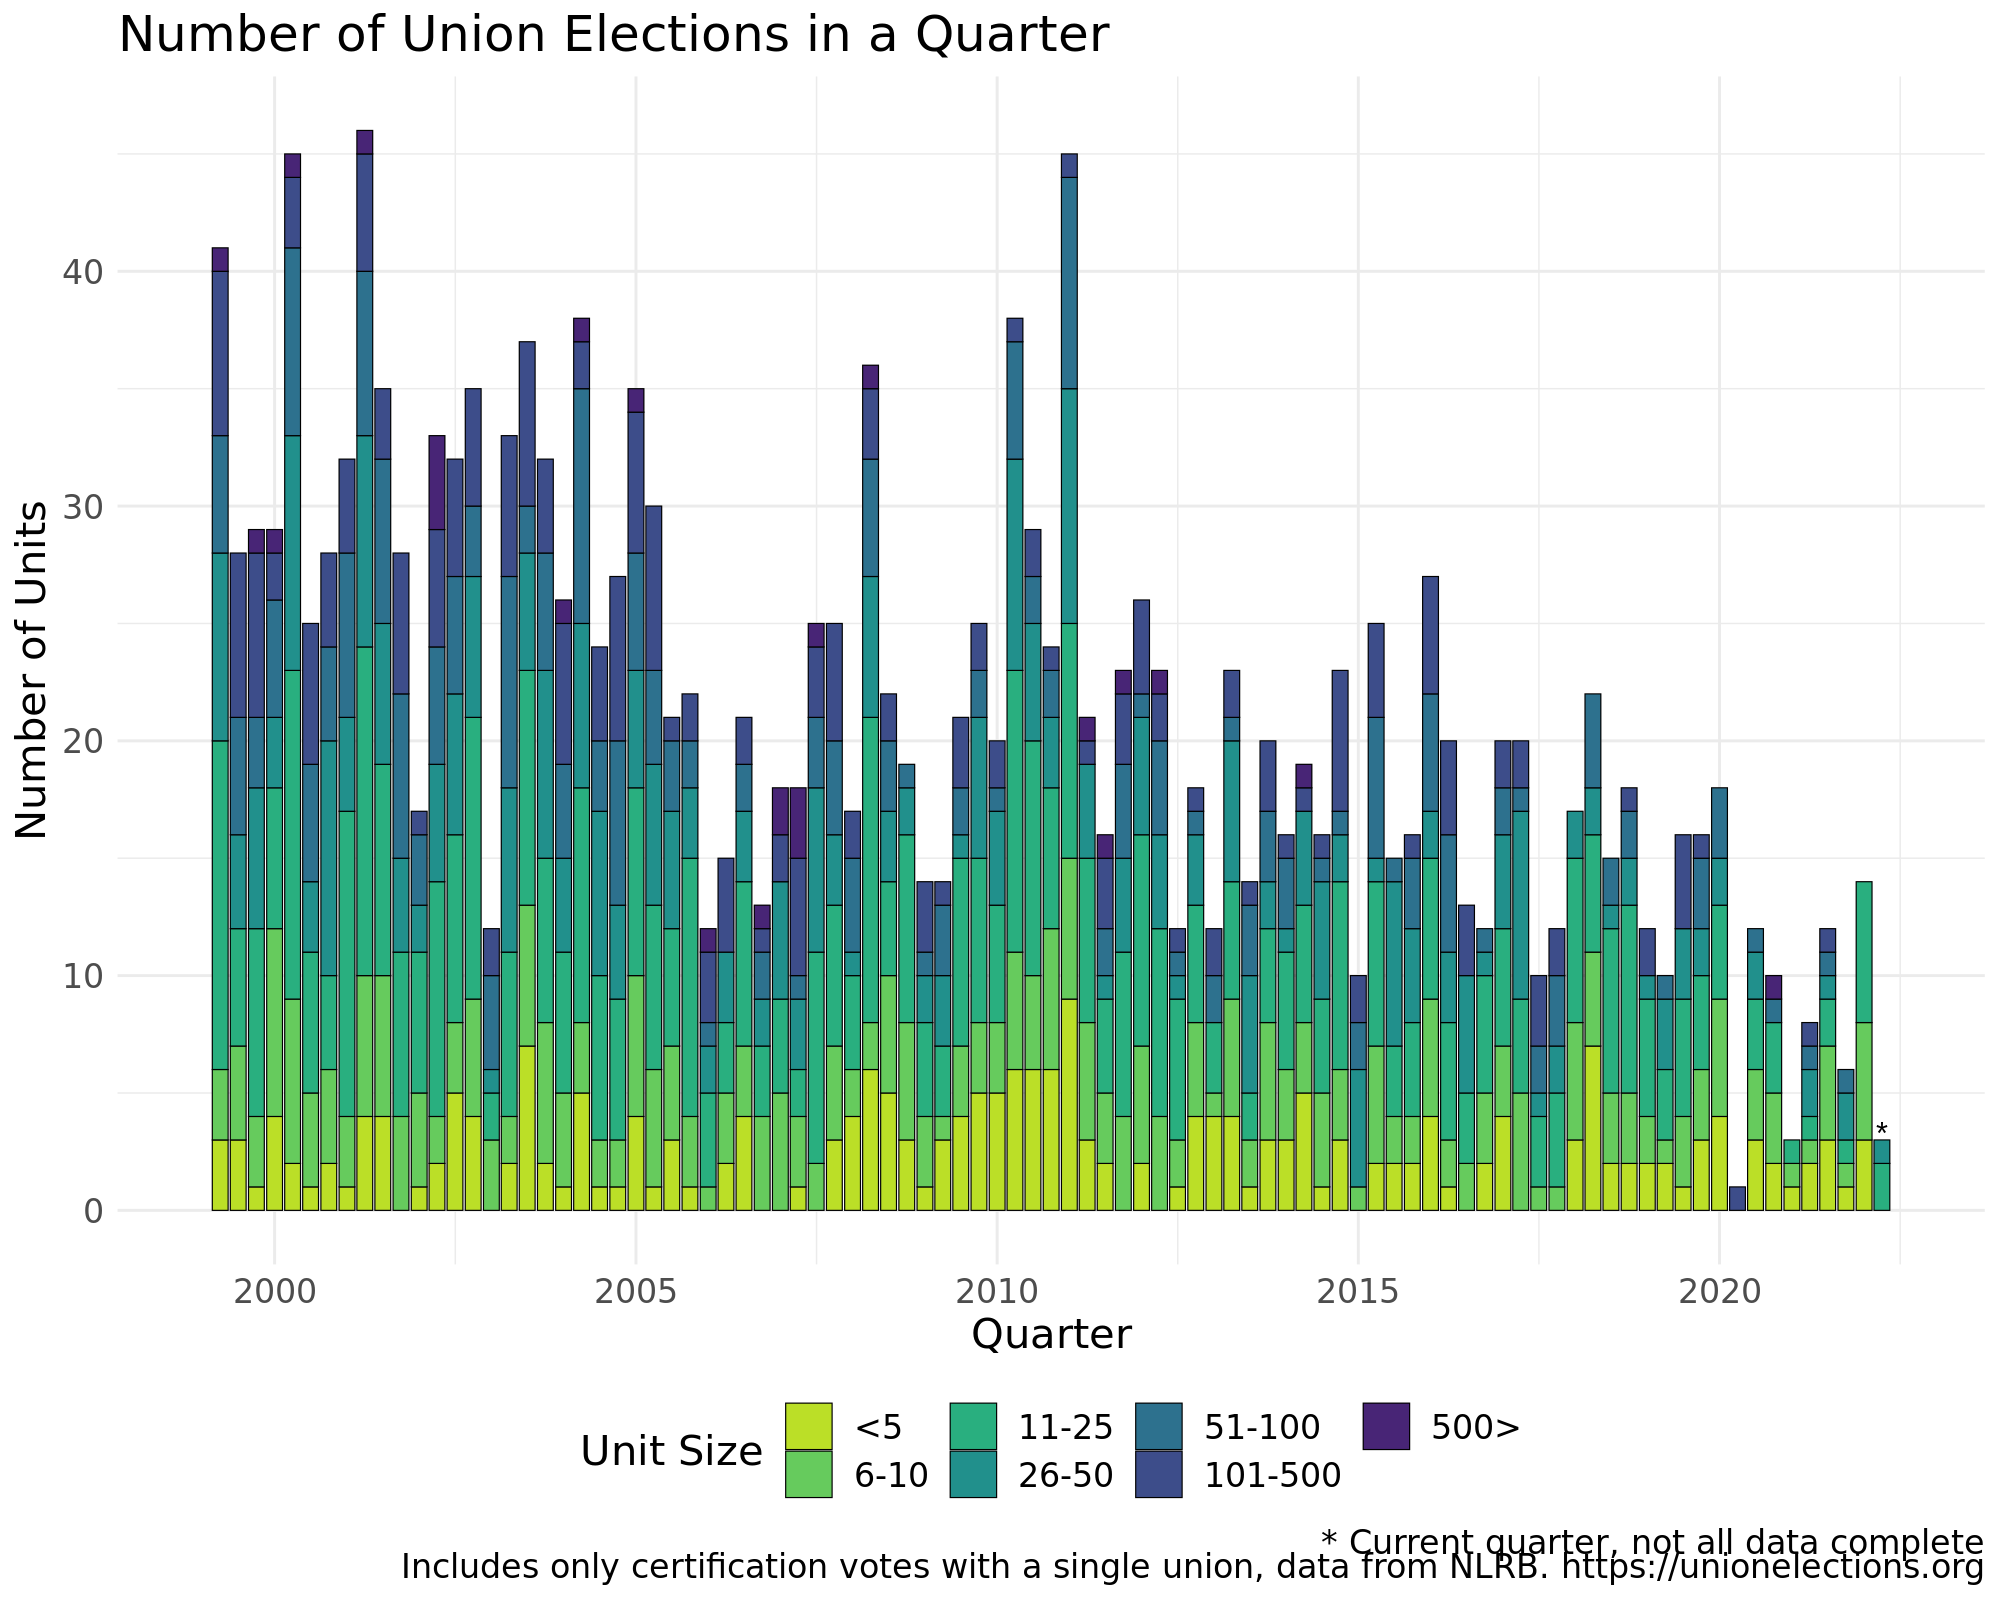 Number of Union Elections in a Quarter
Number of Units
40
30
20
10
0
*
2000 2005 2010 2015 2020
Quarter
Unit Size
<5 11-25 51-100 500>
6-10 26-50 101-500
* Current quarter, not all data complete
Includes only certification votes with a single union, data from NLRB. https://unionelections.org